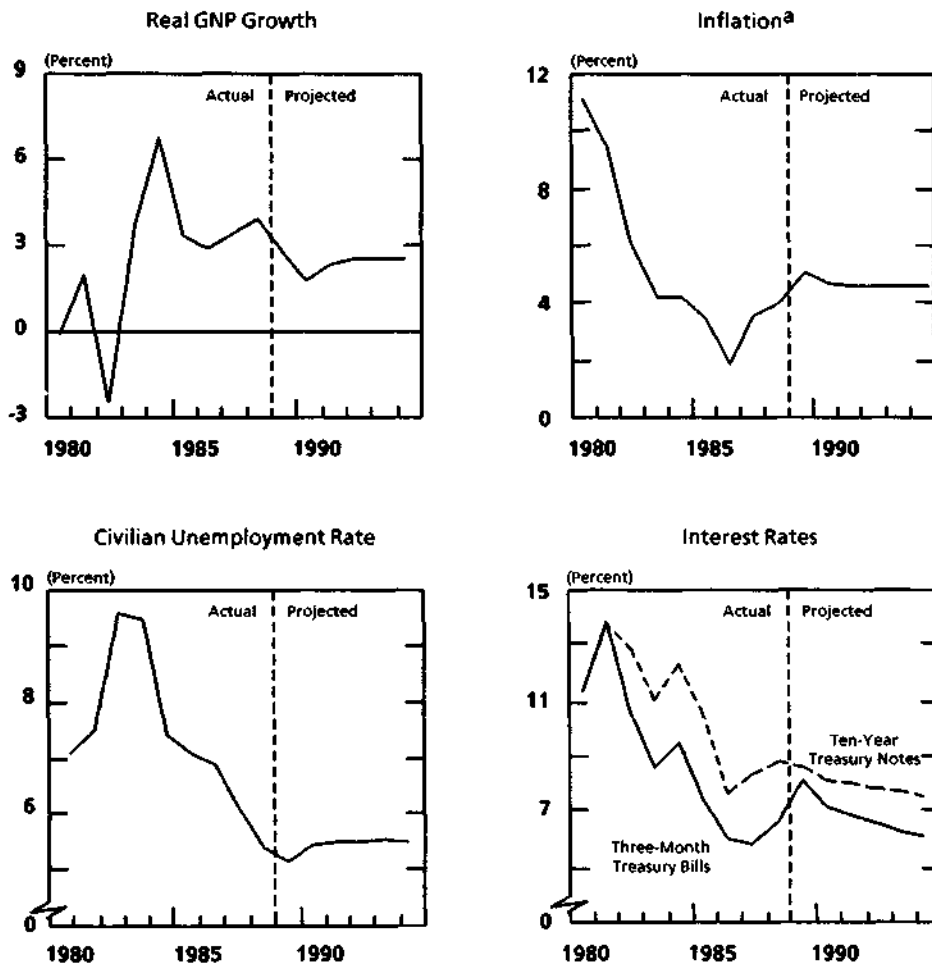 Real GNP Growth
(Percent)
9
6
3
0
-3
Actual
Projected
1980
1985
1990
Inflationª
(Percent)
12
8
4
0
Actual
Projected
1980
1985
1990
Civilian Unemployment Rate
(Percent)
10
8
6
0
Actual
Projected
1980
1985
1990
Interest Rates
(Percent)
15
11
7
0
Actual
Projected
Ten-Year
Treasury Notes
Three-Month
Treasury Bills
1980
1985
1990